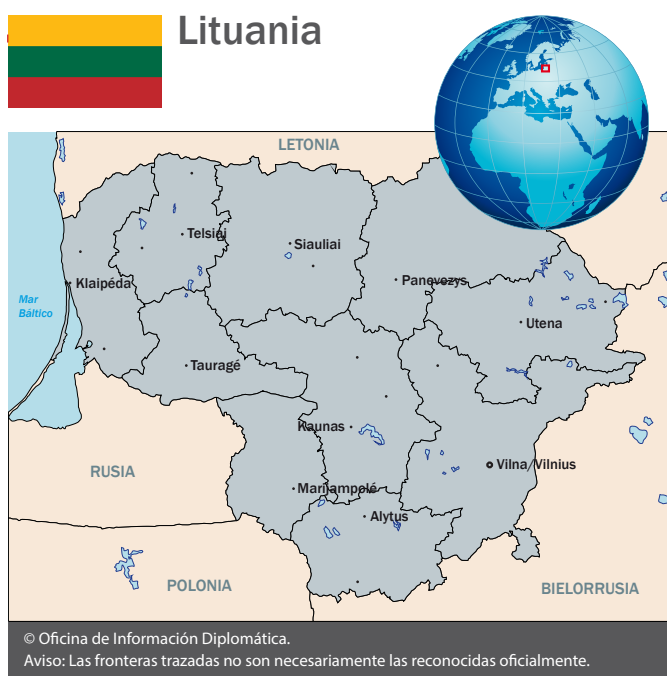 Lituania
LETONIA
Telsiai
Siauliai
Klaipéda
Panevezys
Mar
Báltico
Utena
Tauragé
Kaunas
Vilna/Vilnius
RUSIA
Marijampolé
Alytus
POLONIA
BIELORRUSIA
© Oficina de Información Diplomática.
Aviso: Las fronteras trazadas no son necesariamente las reconocidas oficialmente.